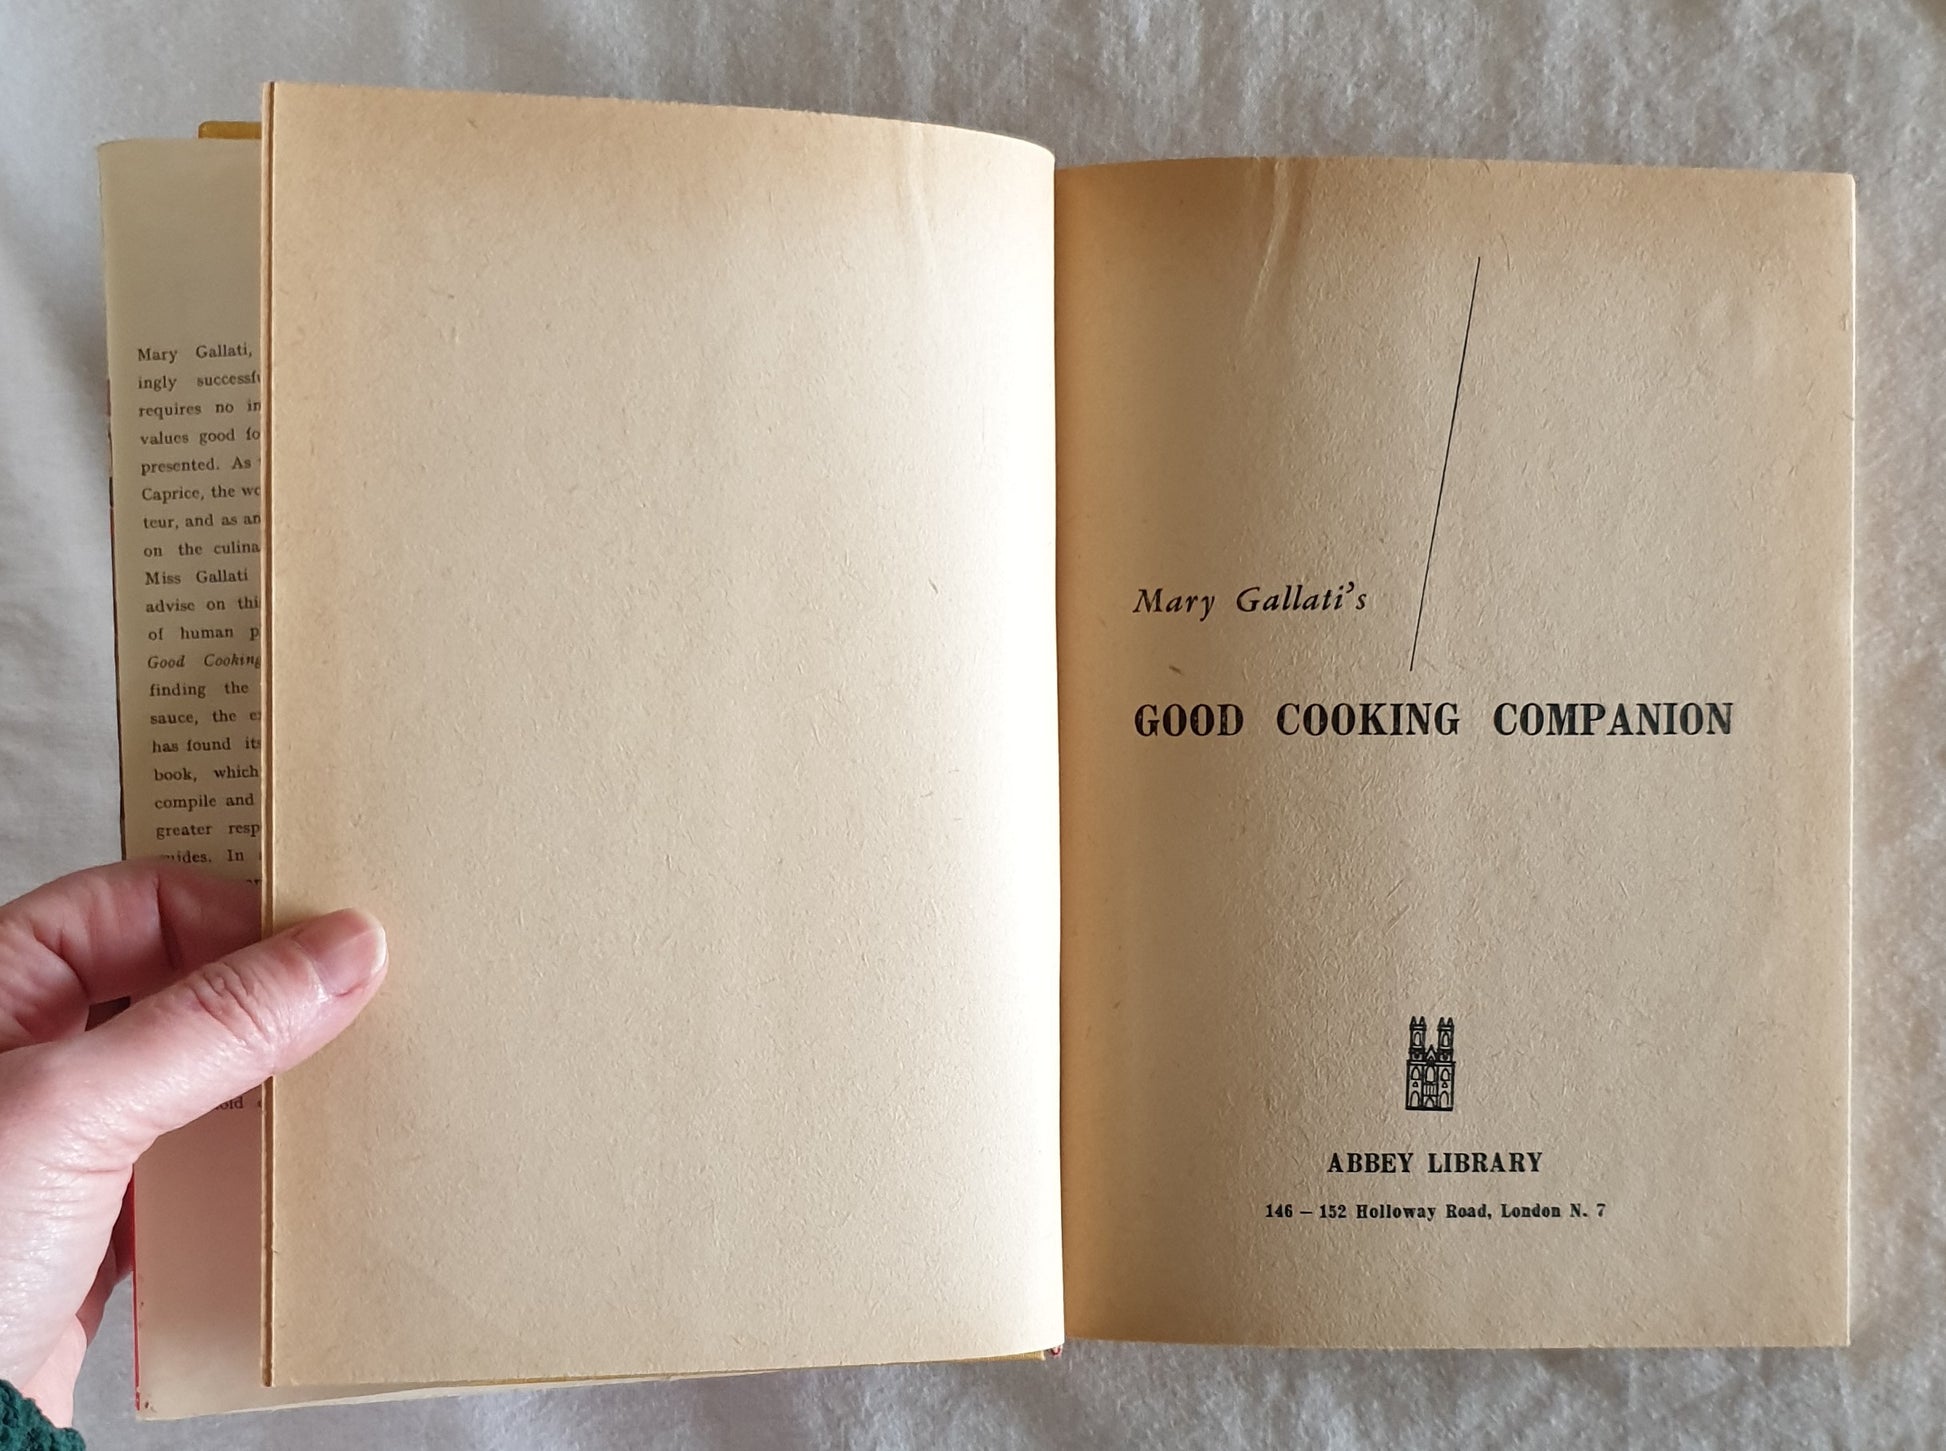 Mary Gallati,
ingly
requires no
values good
presented. As
Caprice, the
teur, and as
on the
Miss Gallati
advise on
of human
Good Cooking
finding the
sauce, the
has found
book, which
compile and
greater
In
Mary Gallati's
GOOD COOKING COMPANION
ABBEY LIBRARY
146 – 152 Holloway Road, London N. 7